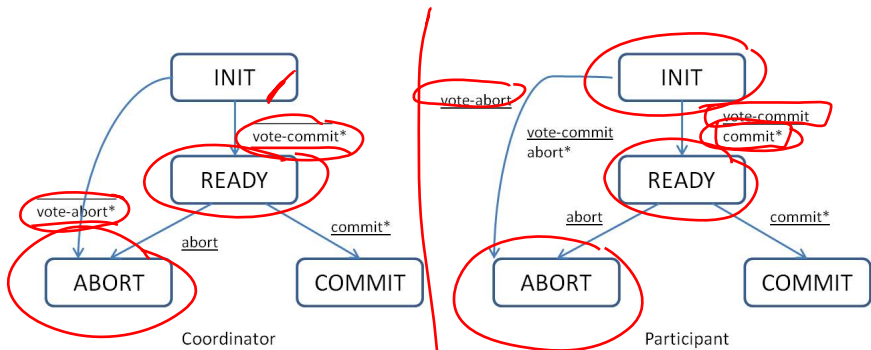 INIT
vote-commit*
READY
vote-abort*
abort
commit*
ABORT
COMMIT
Coordinator
INIT
vote-abort
vote-commit
commit*
vote-commit
abort*
READY
abort
commit*
ABORT
COMMIT
Participant